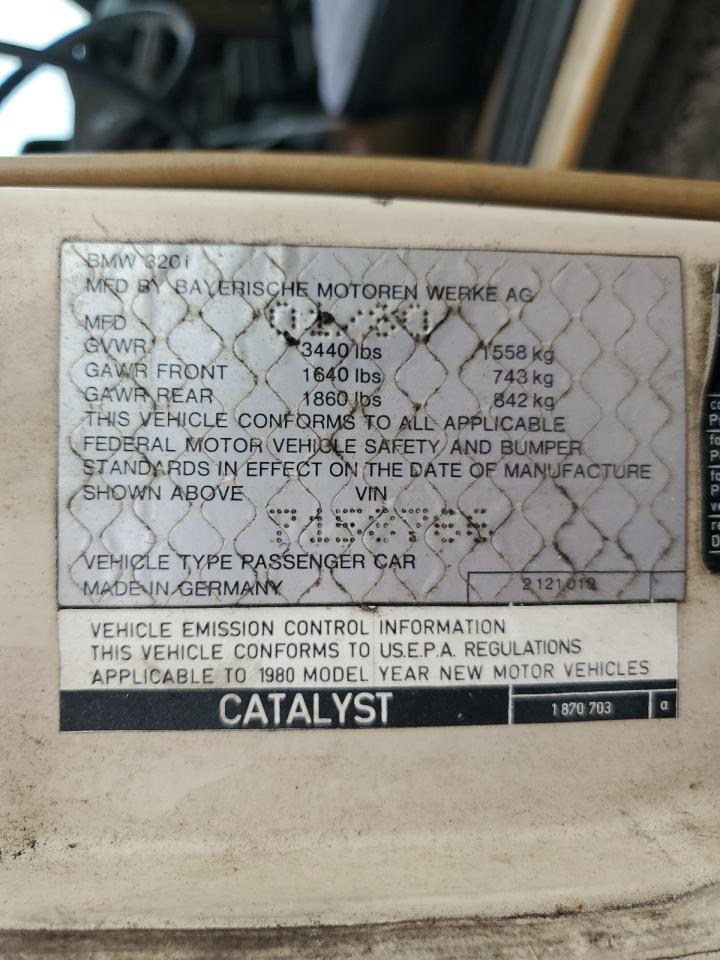 BMW 320i
MFD BY BAYERISCHE MOTOREN WERKE AG
MFD
GVWR 3440 lbs 1558 kg
GAWR FRONT 1640 lbs 743 kg
GAWR REAR 1860 lbs 842 kg
THIS VEHICLE CONFORMS TO ALL APPLICABLE
FEDERAL MOTOR VEHICLE SAFETY AND BUMPER
STANDARDS IN EFFECT ON THE DATE OF MANUFACTURE
SHOWN ABOVE VIN
VEHICLE TYPE PASSENGER CAR
MADE IN GERMANY 2 121 019
VEHICLE EMISSION CONTROL INFORMATION
THIS VEHICLE CONFORMS TO U.S.E.P.A. REGULATIONS
APPLICABLE TO 1980 MODEL YEAR NEW MOTOR VEHICLES
CATALYST 1 870 703 a